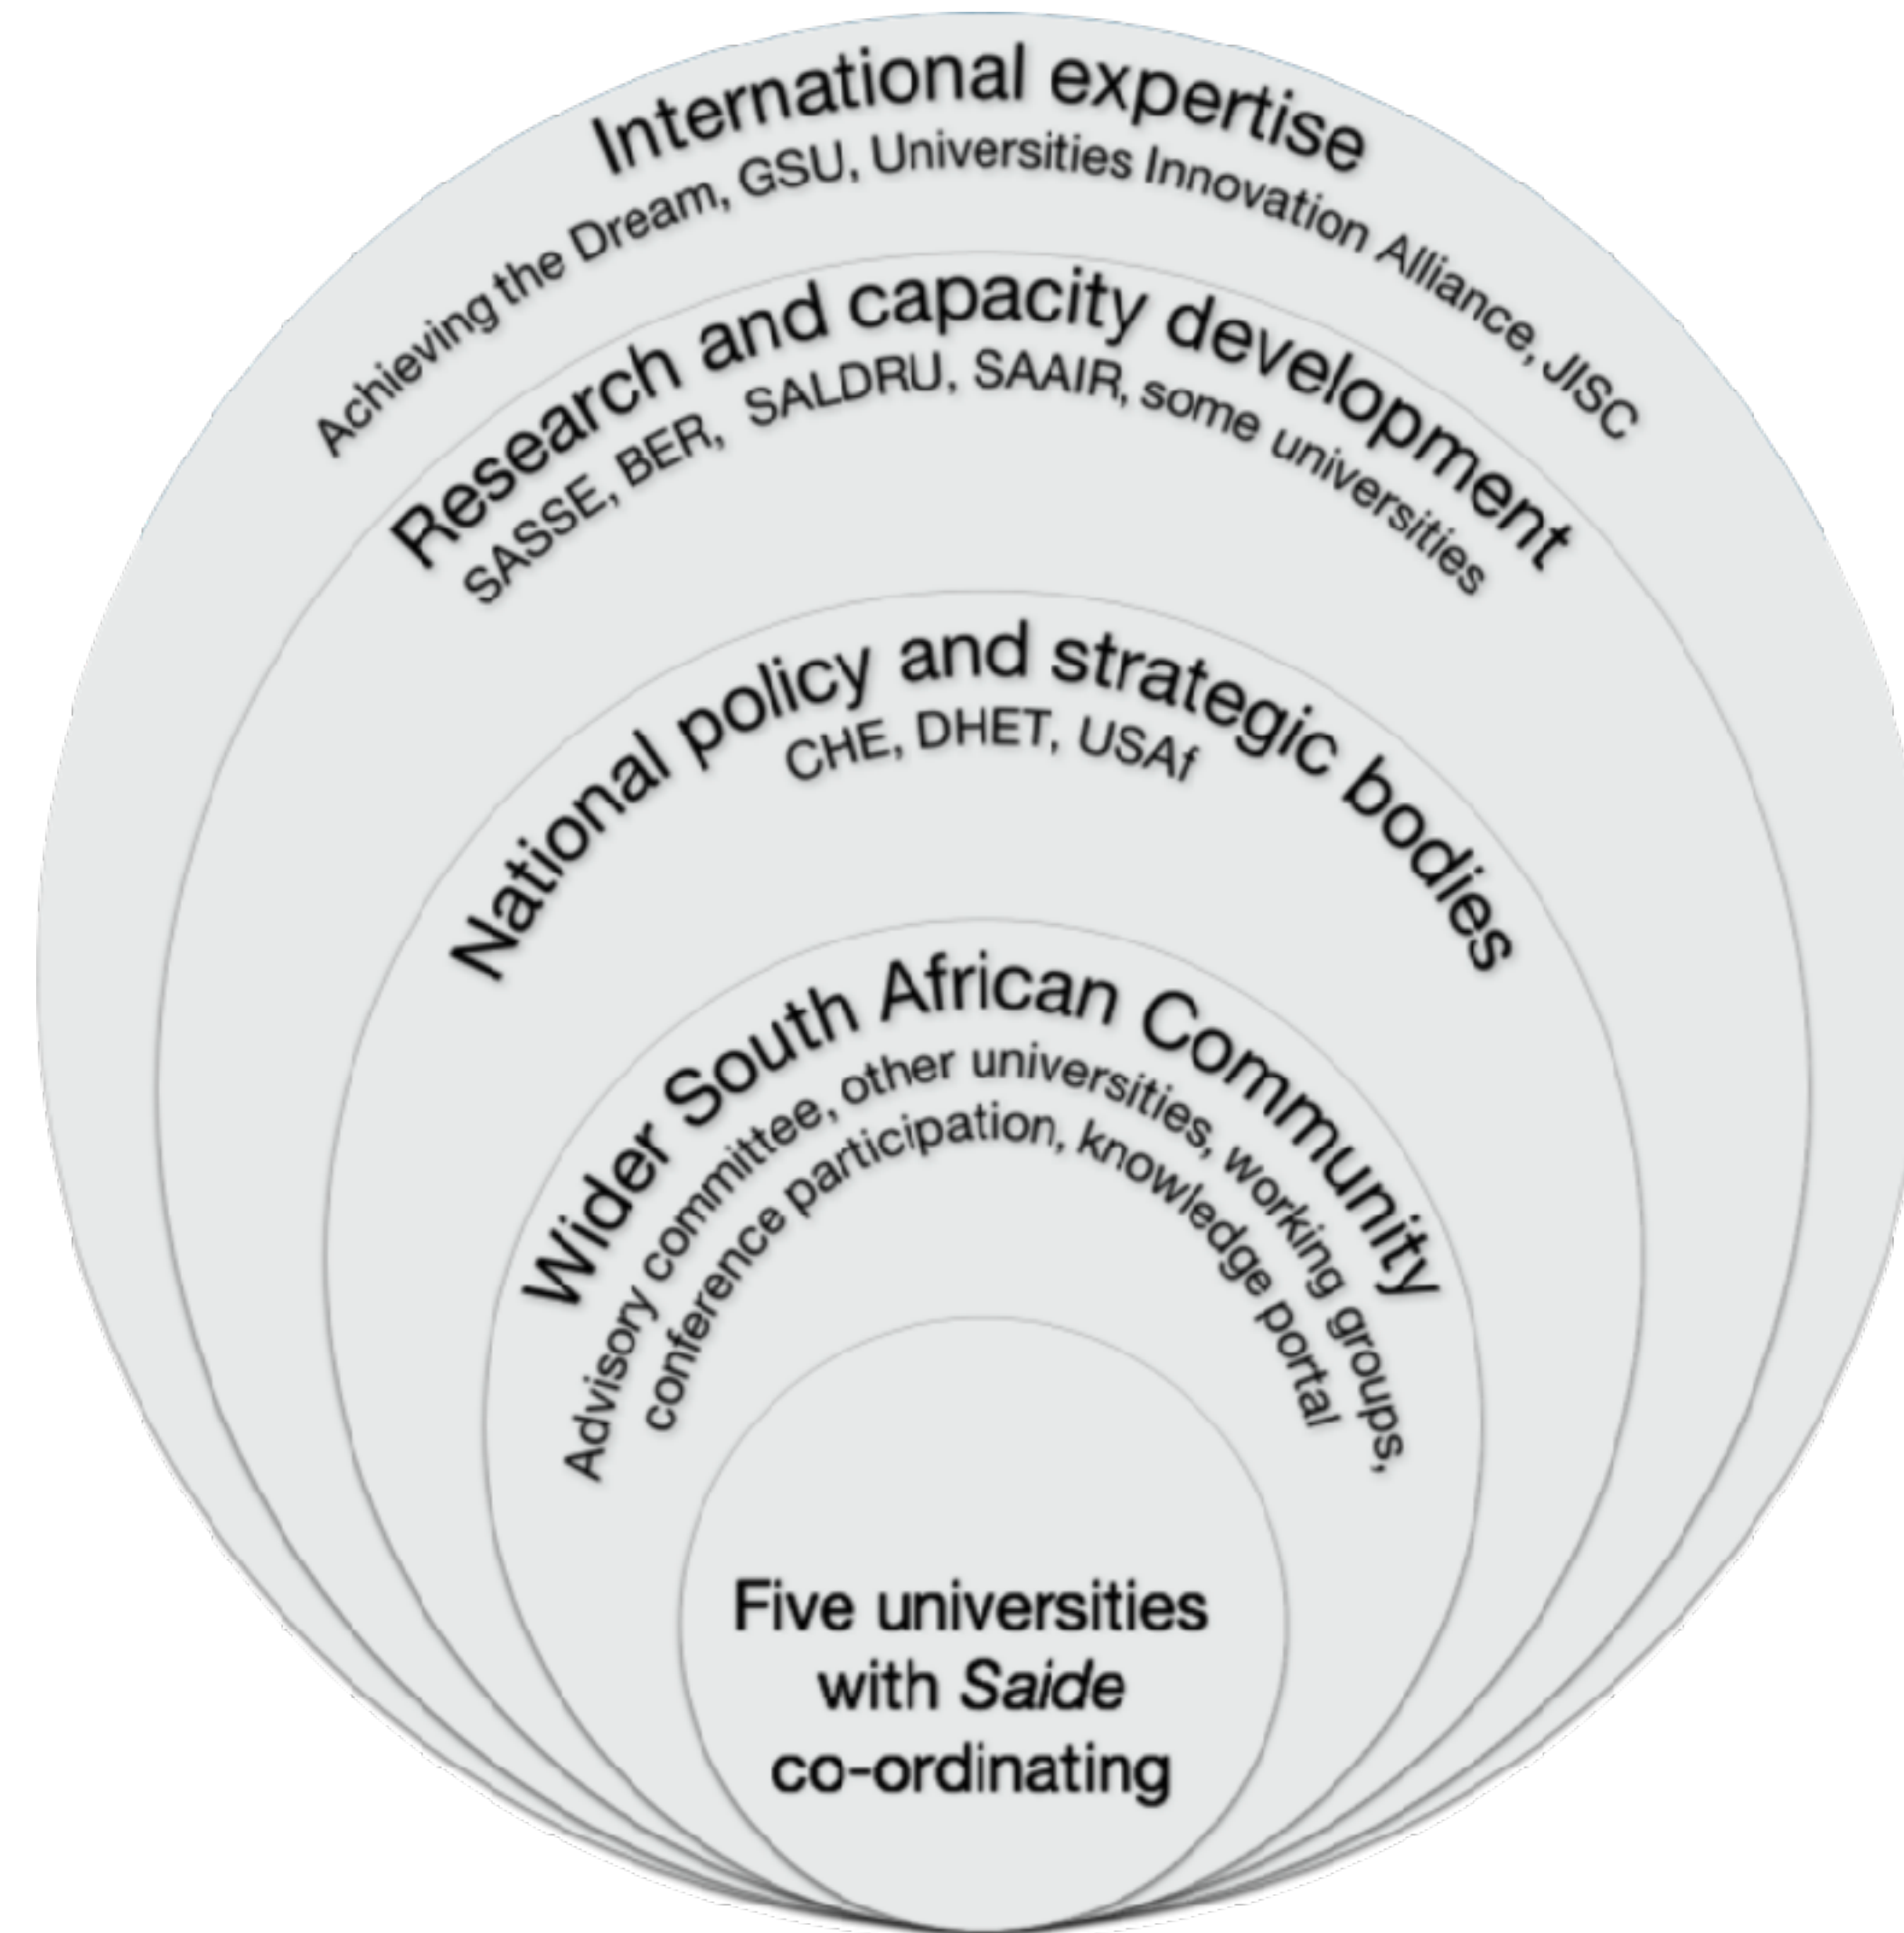 International expertise
Achieving the Dream, GSU, Universities Innovation Alliance, JISC
Research and capacity development
SASSE, BER, SALDRU, SAAIR, some universities
National policy and strategic bodies
CHE, DHET, USAf
Wider South African Community
Advisory committee, other universities, working groups,
conference participation, knowledge portal
Five universities
with Saide
co-ordinating